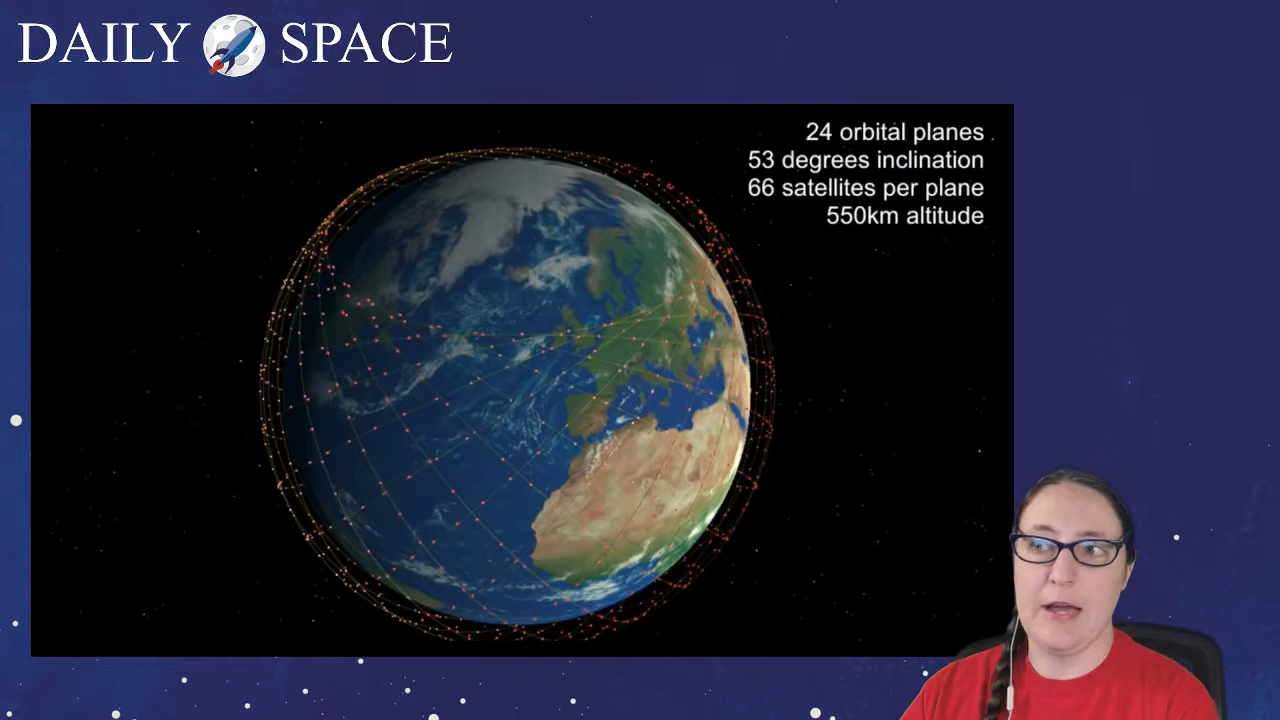 DAILY SPACE
24 orbital planes
53 degrees inclination
66 satellites per plane
550km altitude